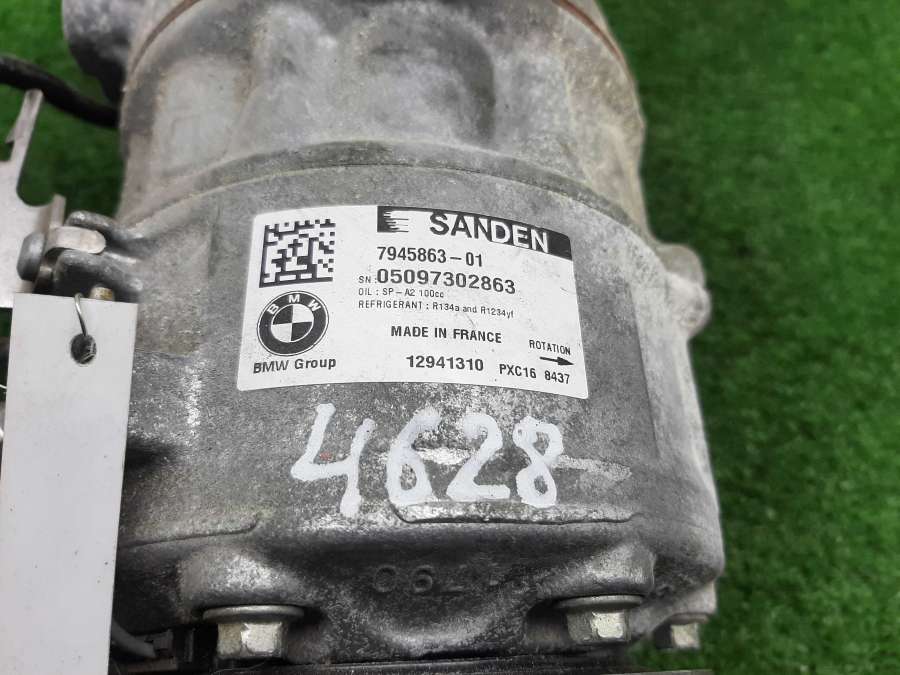 SANDEN
7945863-01
SN: 05097302863
OIL : SP-A2 100cc
REFRIGERANT : R134a and R1234yf
BMW
MADE IN FRANCE
ROTATION
BMW Group
12941310 PXC16 8437
4628